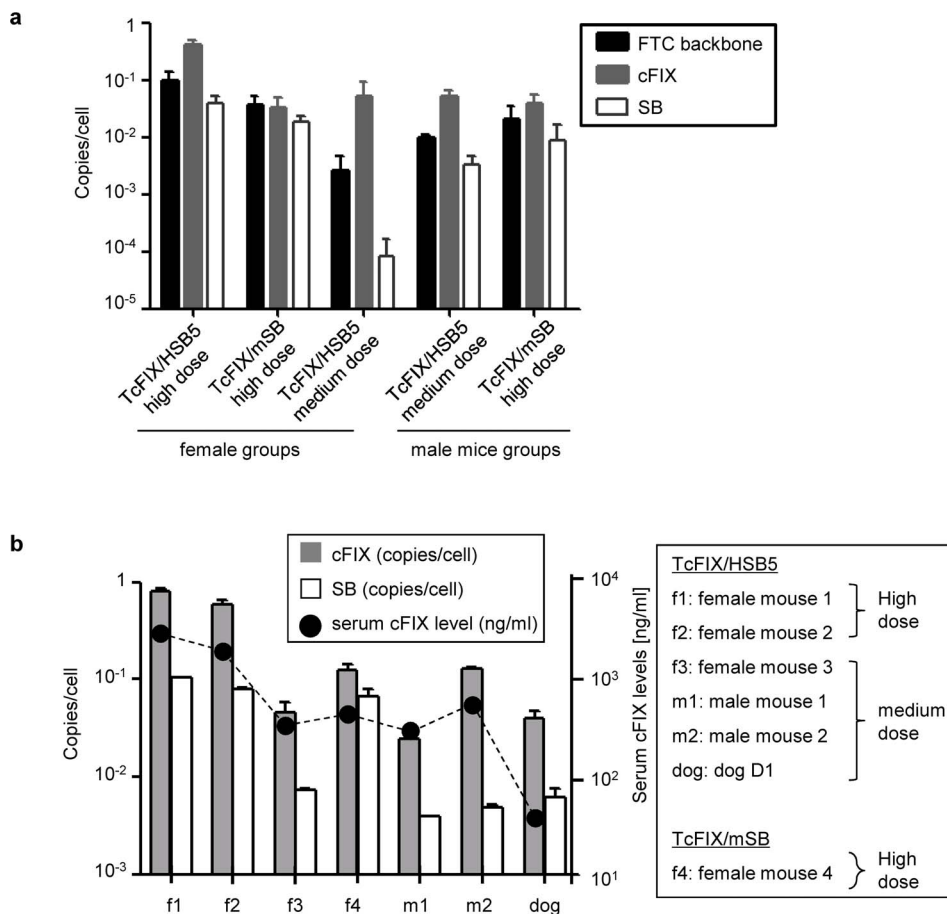 a
1
10-1
10-2
10-3
10-4
10-5
Copies/cell
FTC backbone
cFIX
SB
TcFIX/HSB5
high dose
TcFIX/mSB
high dose
TcFIX/HSB5
medium dose
TcFIX/HSB5
medium dose
TcFIX/mSB
high dose
female groups
male mice groups
b
cFIX (copies/cell)
SB (copies/cell)
serum cFIX level (ng/ml)
1
10-1
10-2
10-3
Copies/cell
104
103
102
101
Serum cFIX levels [ng/ml]
f1 f2 f3 f4 m1 m2 dog
TcFIX/HSB5
f1: female mouse 1
f2: female mouse 2
High
dose
f3: female mouse 3
m1: male mouse 1
m2: male mouse 2
dog: dog D1
medium
dose
TcFIX/mSB
f4: female mouse 4
High
dose